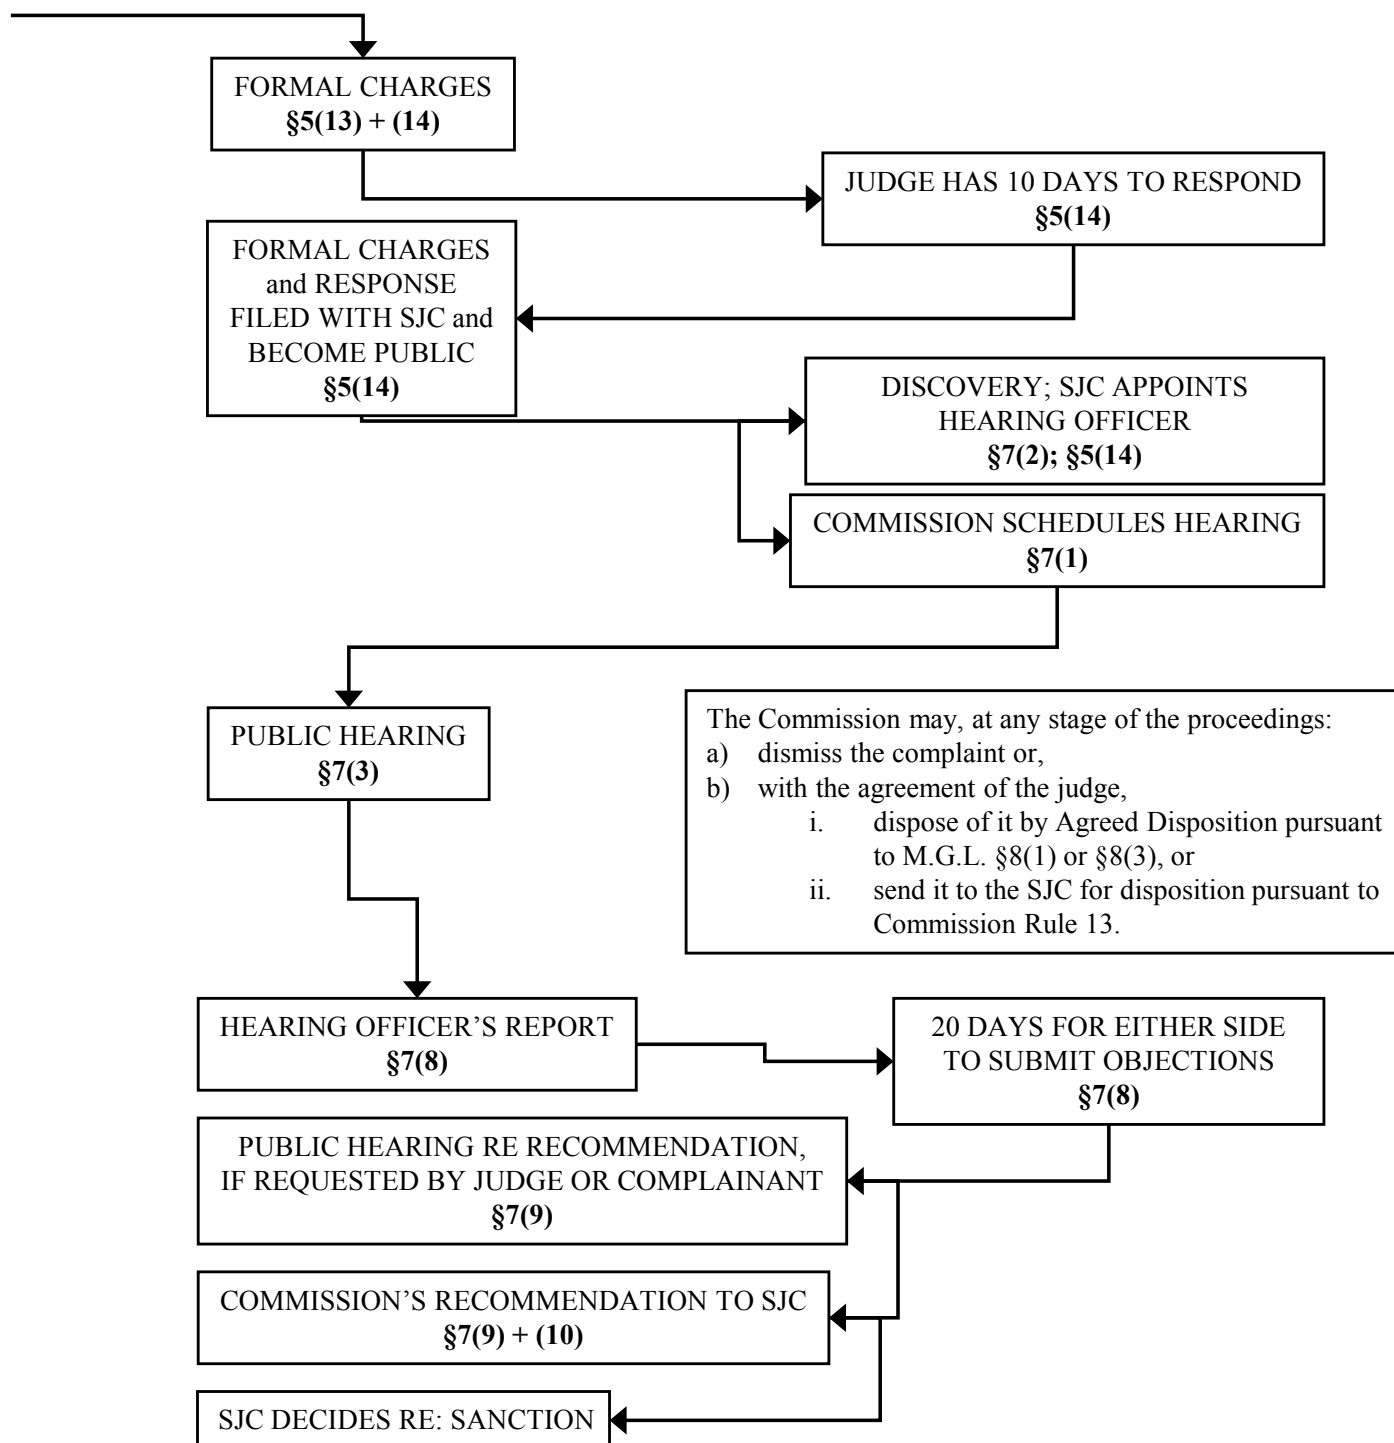 FORMAL CHARGES
§5(13) + (14)
JUDGE HAS 10 DAYS TO RESPOND
§5(14)
FORMAL CHARGES
and RESPONSE
FILED WITH SJC and
BECOME PUBLIC
§5(14)
DISCOVERY; SJC APPOINTS
HEARING OFFICER
§7(2); §5(14)
COMMISSION SCHEDULES HEARING
§7(1)
PUBLIC HEARING
§7(3)
The Commission may, at any stage of the proceedings:
a) dismiss the complaint or,
b) with the agreement of the judge,
i. dispose of it by Agreed Disposition pursuant
to M.G.L. §8(1) or §8(3), or
ii. send it to the SJC for disposition pursuant to
Commission Rule 13.
HEARING OFFICER’S REPORT
§7(8)
20 DAYS FOR EITHER SIDE
TO SUBMIT OBJECTIONS
§7(8)
PUBLIC HEARING RE RECOMMENDATION,
IF REQUESTED BY JUDGE OR COMPLAINANT
§7(9)
COMMISSION’S RECOMMENDATION TO SJC
§7(9) + (10)
SJC DECIDES RE: SANCTION